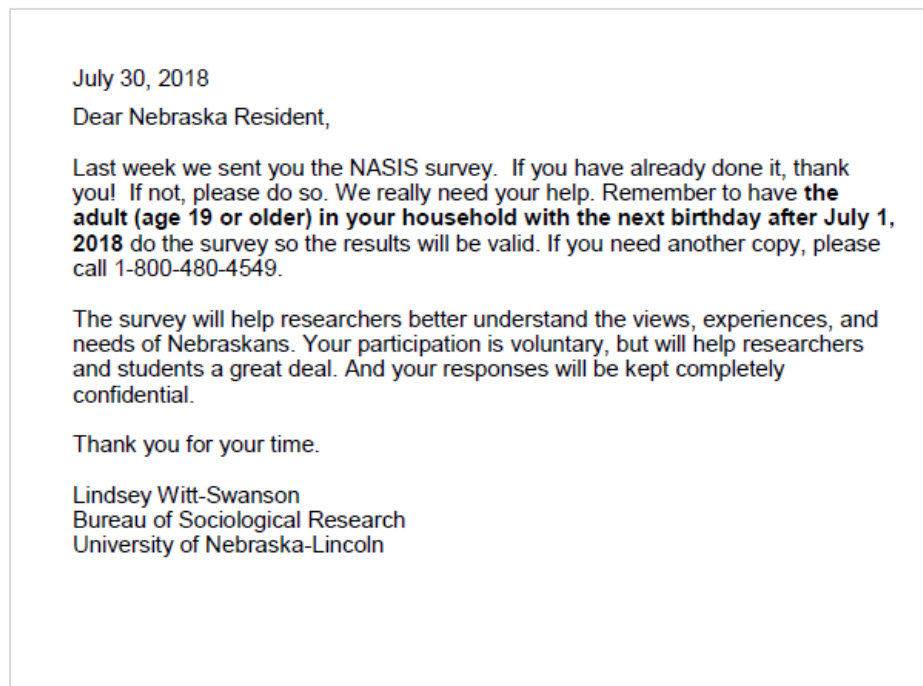 July 30, 2018
Dear Nebraska Resident,
Last week we sent you the NASIS survey.  If you have already done it, thank
you!  If not, please do so. We really need your help. Remember to have the
adult (age 19 or older) in your household with the next birthday after July 1,
2018 do the survey so the results will be valid. If you need another copy, please
call 1-800-480-4549.
The survey will help researchers better understand the views, experiences, and
needs of Nebraskans. Your participation is voluntary, but will help researchers
and students a great deal. And your responses will be kept completely
confidential.
Thank you for your time.
Lindsey Witt-Swanson
Bureau of Sociological Research
University of Nebraska-Lincoln